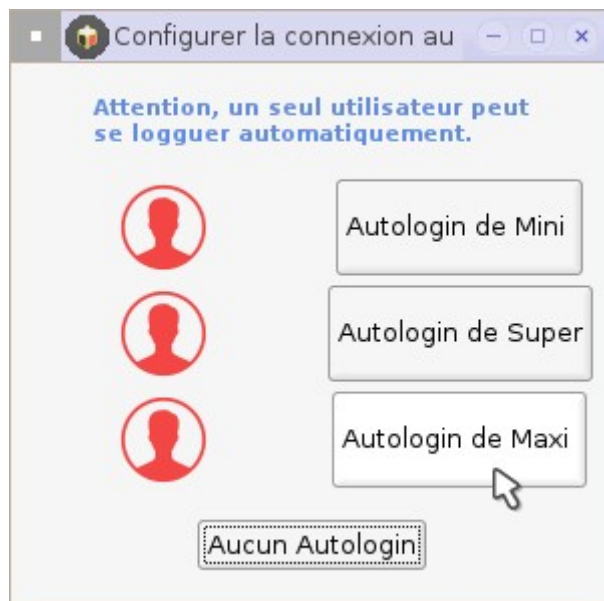 Configurer la connexion au
Attention, un seul utilisateur peut
se logguer automatiquement.
Autologin de Mini
Autologin de Super
Autologin de Maxi
Aucun Autologin